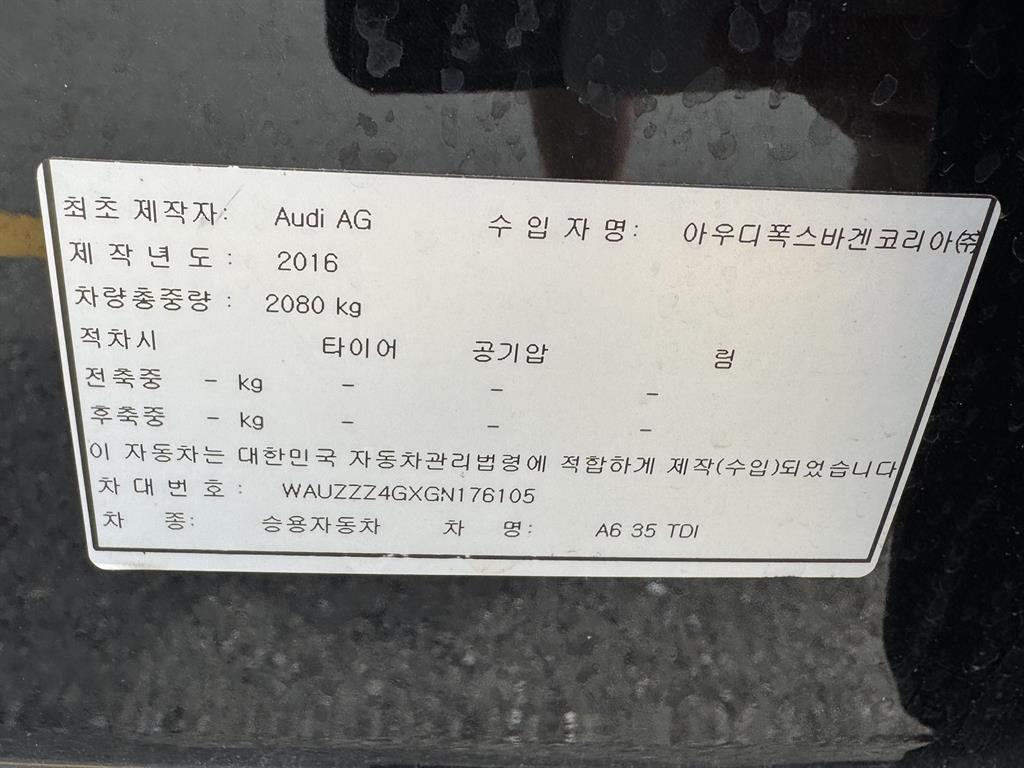 최초 제작자: Audi AG 수 입 자 명: 아우디폭스바겐코리아㈜
제 작 년 도 : 2016
차량총중량 : 2080 kg
적차시 타이어 공기압 림
전축중 - kg - - -
후축중 - kg - - -
이 자동차는 대한민국 자동차관리법령에 적합하게 제작(수입)되었습니다
차 대 번 호 : WAUZZZ4GXGN176105
차 종: 승용자동차 차 명: A6 35 TDI